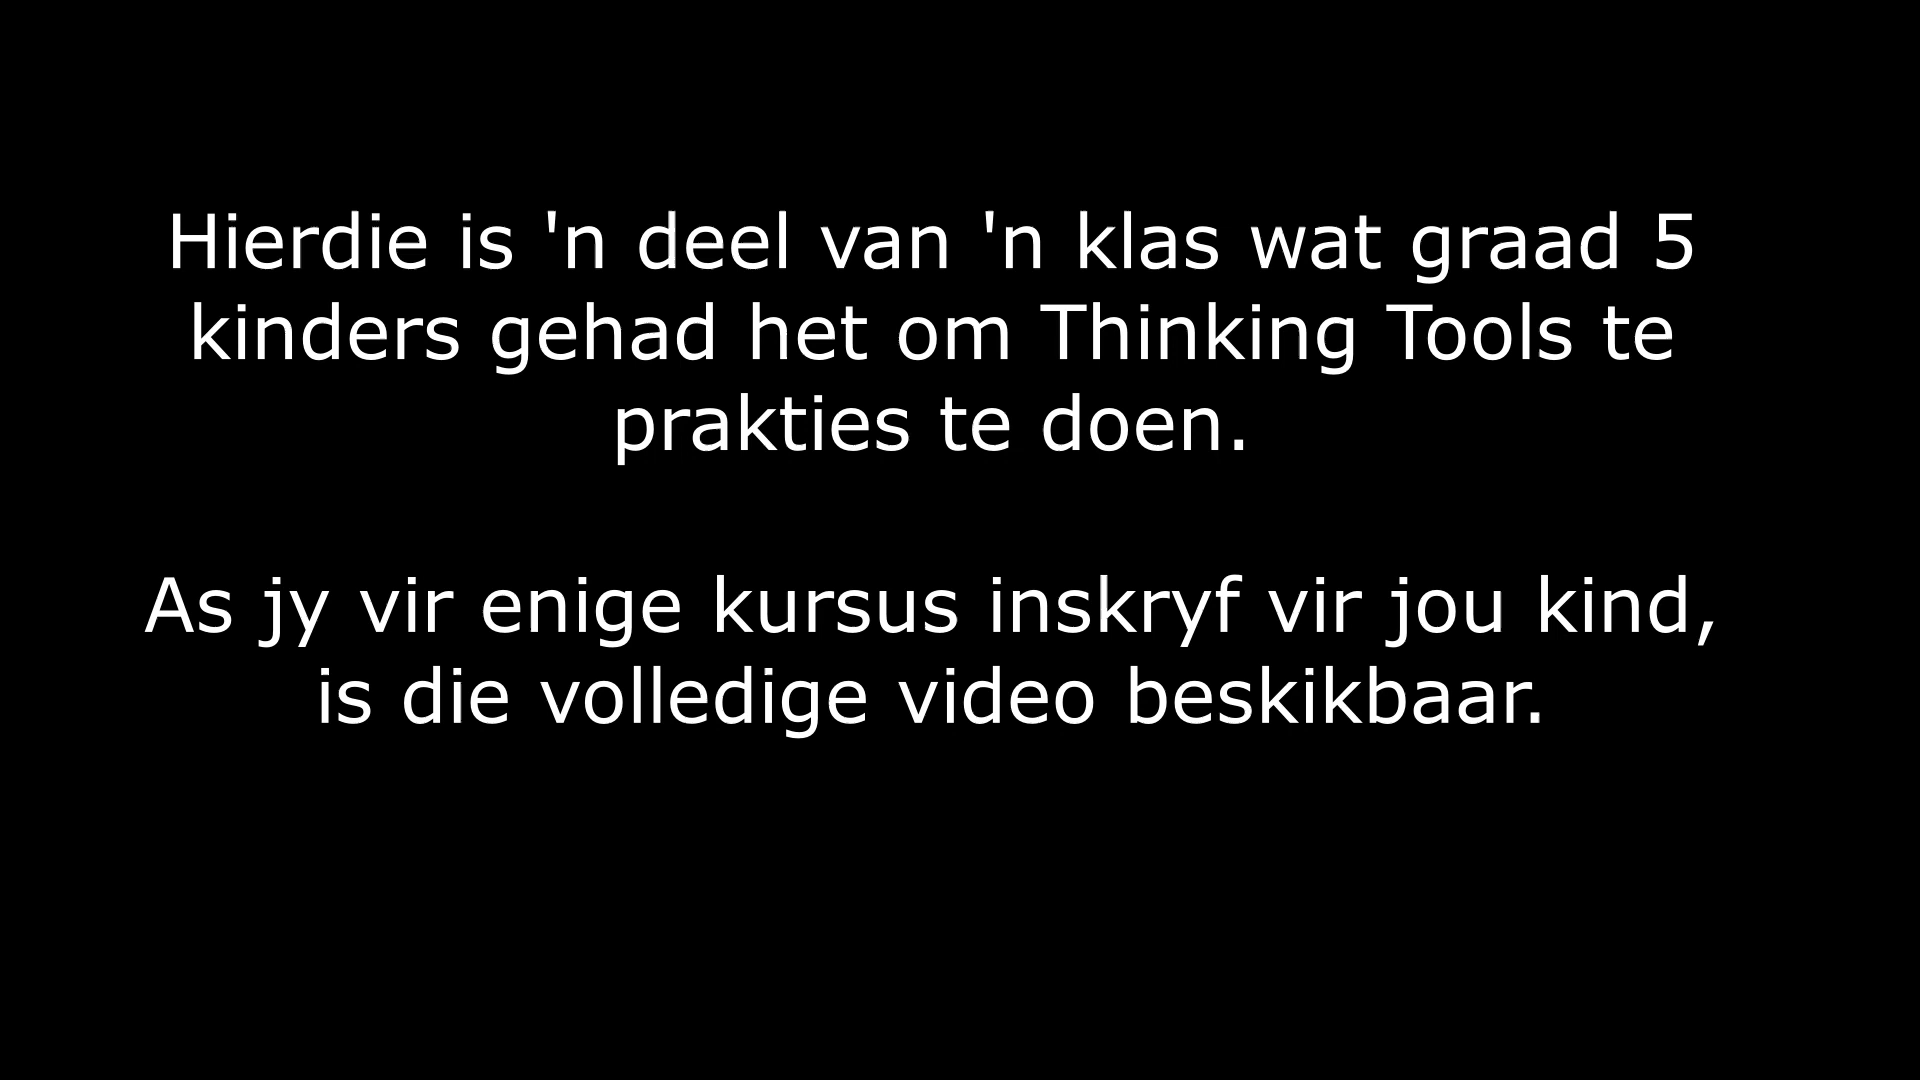 Hierdie is 'n deel van 'n klas wat graad 5
kinders gehad het om Thinking Tools te
prakties te doen.
As jy vir enige kursus inskryf vir jou kind,
is die volledige video beskikbaar.